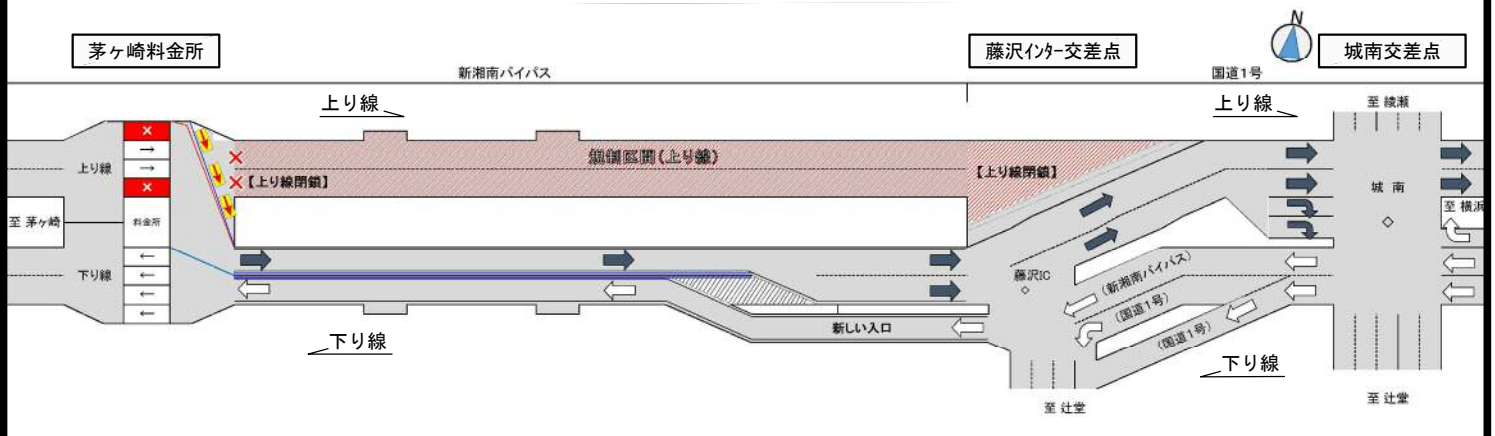 茅ヶ崎料金所
藤沢インター交差点
N
城南交差点
新湘南バイパス
国道1号
上り線
上り線
至 綾瀬
×
→
→
×
上り線
×
×
規制区間(上り線)
【上り線閉鎖】
【上り線閉鎖】
城 南
至 茅ヶ崎
料金所
至 横浜
←
←
←
←
下り線
藤沢IC
(新湘南バイパス)
(国道1号)
(国道1号)
新しい入口
下り線
下り線
至 辻堂
至 辻堂